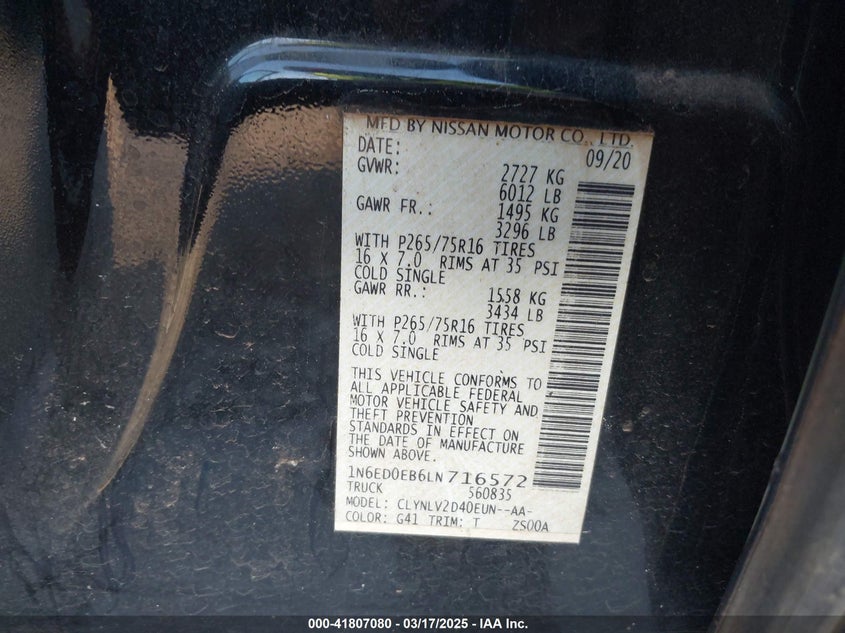 MFD BY NISSAN MOTOR CO., LTD.
DATE: 09/20
GVWR: 2727 KG
6012 LB
GAWR FR.: 1495 KG
3296 LB
WITH P265/75R16 TIRES
16 X 7.0 RIMS AT 35 PSI
COLD SINGLE
GAWR RR.: 1558 KG
3434 LB
WITH P265/75R16 TIRES
16 X 7.0 RIMS AT 35 PSI
COLD SINGLE
THIS VEHICLE CONFORMS TO
ALL APPLICABLE FEDERAL
MOTOR VEHICLE SAFETY AND
THEFT PREVENTION
STANDARDS IN EFFECT ON
THE DATE OF MANUFACTURE
SHOWN ABOVE.
1N6ED0EB6LN716572
TRUCK 560835
MODEL: CLYNLV2D40EUN--AA-
COLOR: G41 TRIM: T ZS00A
000-41807080 - 03/17/2025 - IAA Inc.